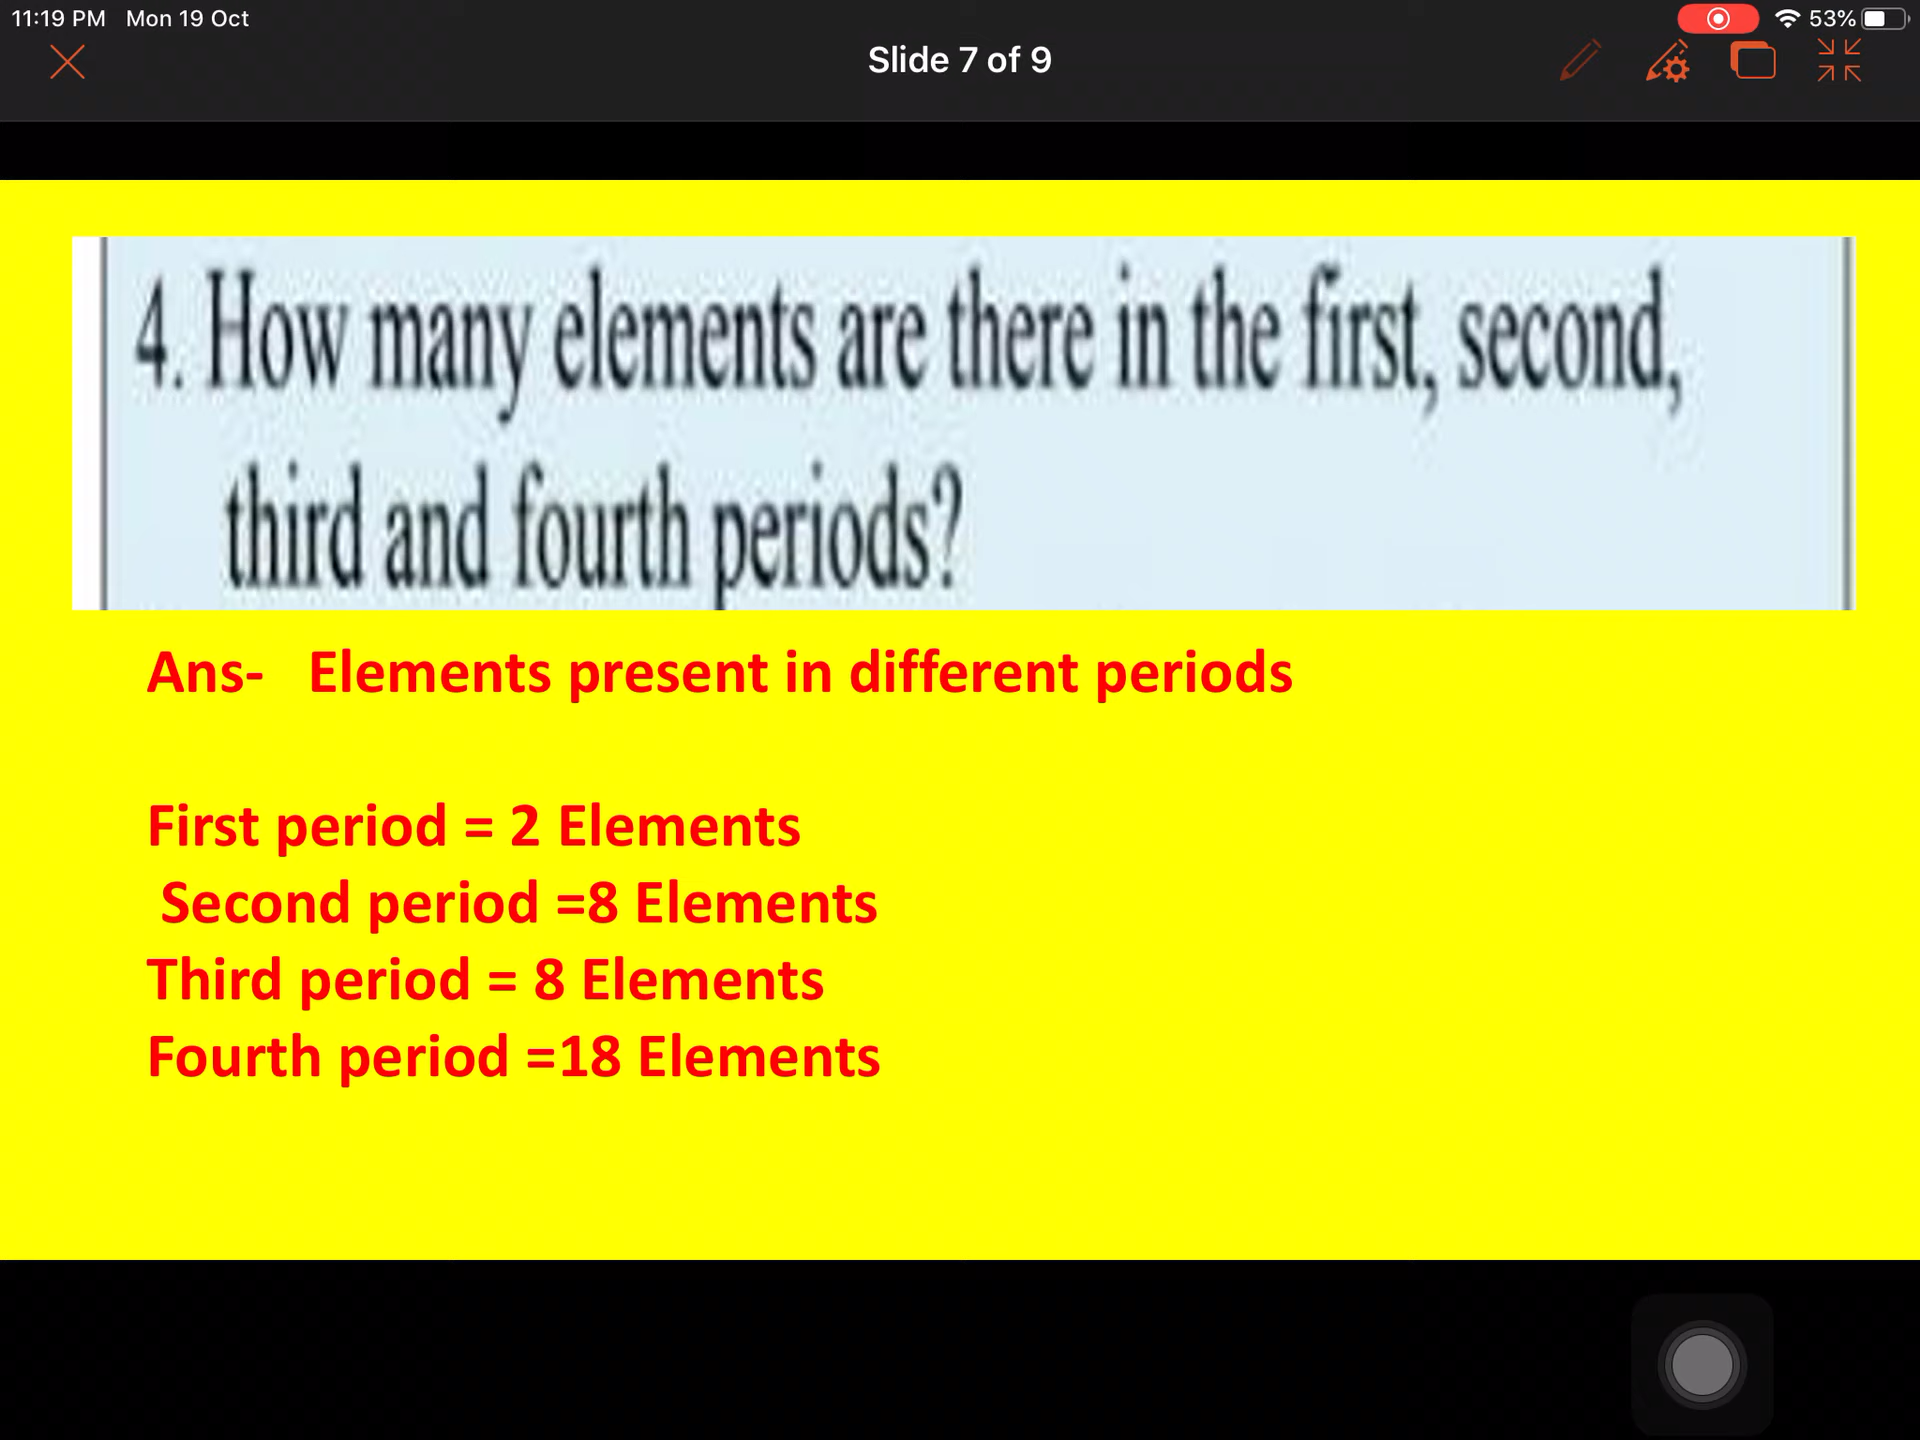 11:19 PM Mon 19 Oct
53%
Slide 7 of 9
4. How many elements are there in the first, second,
third and fourth periods?
Ans- Elements present in different periods
First period = 2 Elements
Second period =8 Elements
Third period = 8 Elements
Fourth period =18 Elements